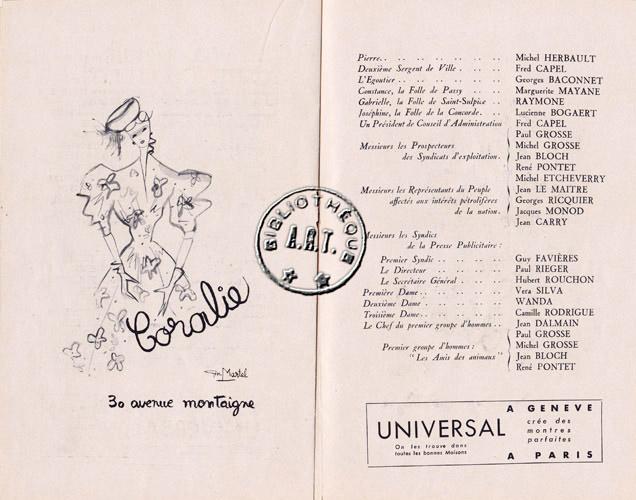 Coralie
Ch. Martel
30 avenue montaigne
BIBLIOTHÈQUE
A.R.T.
Pierre. . . . . . . . . . Michel HERBAULT
Deuxième Sergent de Ville . . . . Fred CAPEL
L'Egoutier . . . . . . . . Georges BACONNET
Constance, la Folle de Passy . . . . Marguerite MAYANE
Gabrielle, la Folle de Saint-Sulpice . . RAYMONE
Joséphine, la Folle de la Concorde. . . Lucienne BOGAERT
Un Président de Conseil d'Administration Fred CAPEL
Paul GROSSE
Messieurs les Prospecteurs Michel GROSSE
des Syndicats d'exploitation. Jean BLOCH
René PONTET
Michel ETCHEVERRY
Messieurs les Représentants du Peuple Jean LE MAITRE
affectés aux intérêts pétrolifères Georges RICQUIER
de la nation. Jacques MONOD
Jean CARRY
Messieurs les Syndics
de la Presse Publicitaire :
Premier Syndic . . . . . . Guy FAVIÈRES
Le Directeur . . . . . . Paul RIEGER
Le Secrétaire Général . . . . Hubert ROUCHON
Première Dame . . . . . . . Vera SILVA
Deuxième Dame . . . . . . . WANDA
Troisième Dame . . . . . . . Camille RODRIGUE
Le Chef du premier groupe d'hommes . . Jean DALMAIN
Paul GROSSE
Premier groupe d'hommes : Michel GROSSE
"Les Amis des animaux" Jean BLOCH
René PONTET
UNIVERSAL
On les trouve dans
toutes les bonnes Maisons
A GENEVE
crée des
montres
parfaites
A PARIS